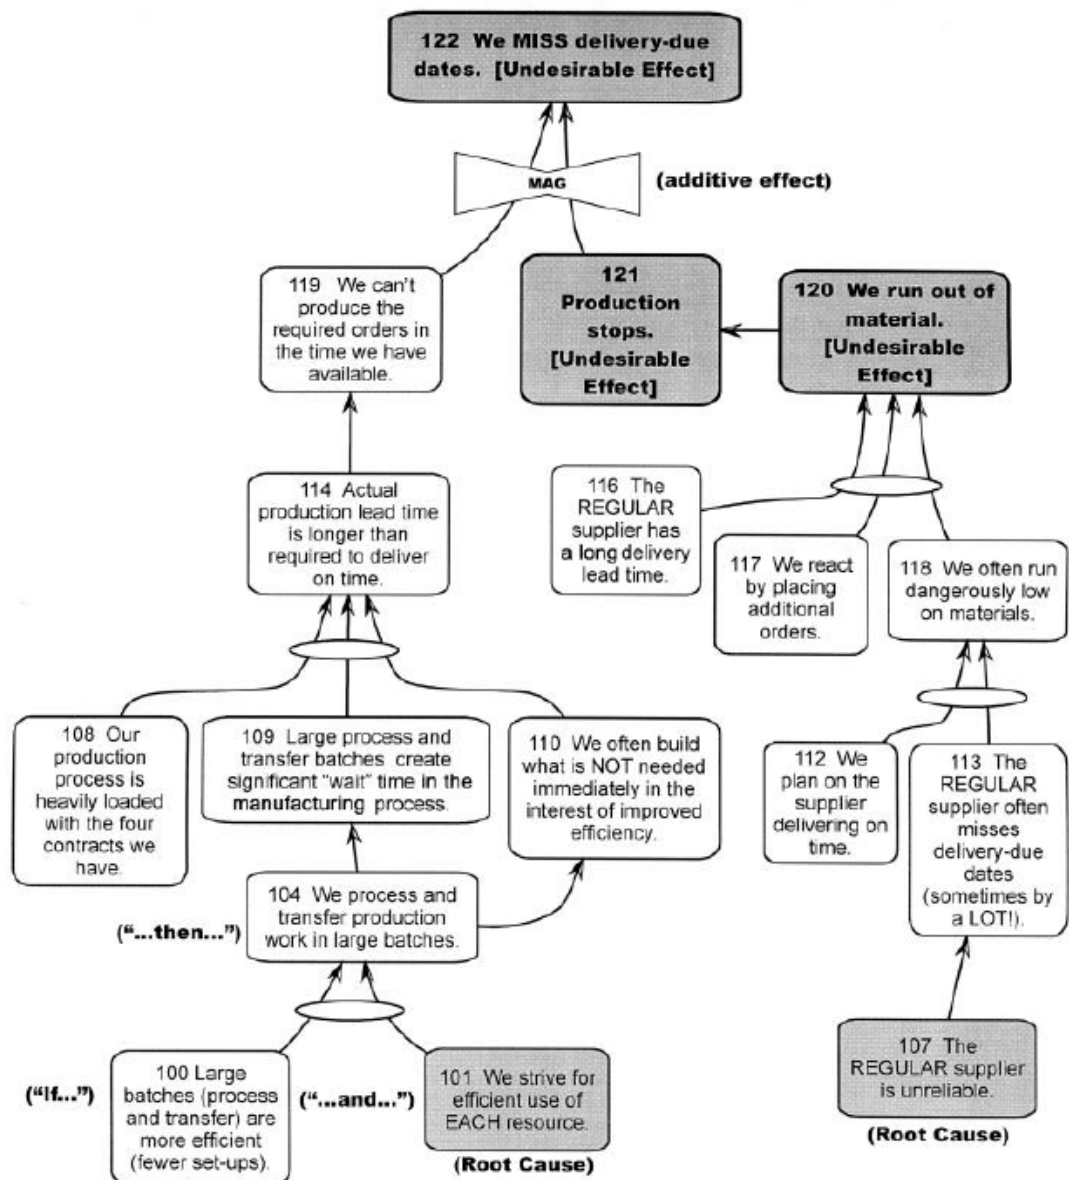 122 We MISS delivery-due
dates. [Undesirable Effect]
MAG
(additive effect)
119 We can't
produce the
required orders in
the time we have
available.
121
Production
stops.
[Undesirable
Effect]
120 We run out of
material.
[Undesirable
Effect]
114 Actual
production lead time
is longer than
required to deliver
on time.
116 The
REGULAR
supplier has
a long delivery
lead time.
117 We react
by placing
additional
orders.
118 We often run
dangerously low
on materials.
108 Our
production
process is
heavily loaded
with the four
contracts we
have.
109 Large process and
transfer batches create
significant "wait" time in the
manufacturing process.
110 We often build
what is NOT needed
immediately in the
interest of improved
efficiency.
112 We
plan on the
supplier
delivering on
time.
113 The
REGULAR
supplier often
misses
delivery-due
dates
(sometimes by
a LOT!).
("...then...")
104 We process and
transfer production
work in large batches.
("if...")
100 Large
batches (process
and transfer) are
more efficient
(fewer set-ups).
("...and...")
101 We strive for
efficient use of
EACH resource.
(Root Cause)
107 The
REGULAR supplier
is unreliable.
(Root Cause)